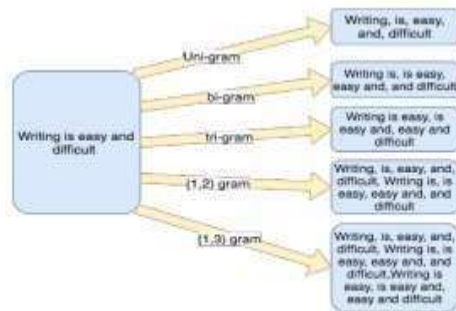 Writing is easy and
difficult
Uni-gram
bi-gram
tri-gram
(1,2) gram
(1,3) gram
Writing, is, easy,
and, difficult
Writing is, is easy,
easy and, and difficult
Writing is easy, is
easy and, easy and
difficult
Writing, is, easy, and,
difficult, Writing is, is
easy, easy and, and
difficult
Writing, is, easy, and,
difficult, Writing is, is
easy, easy and, and
difficult,Writing is
easy, is easy and,
easy and difficult